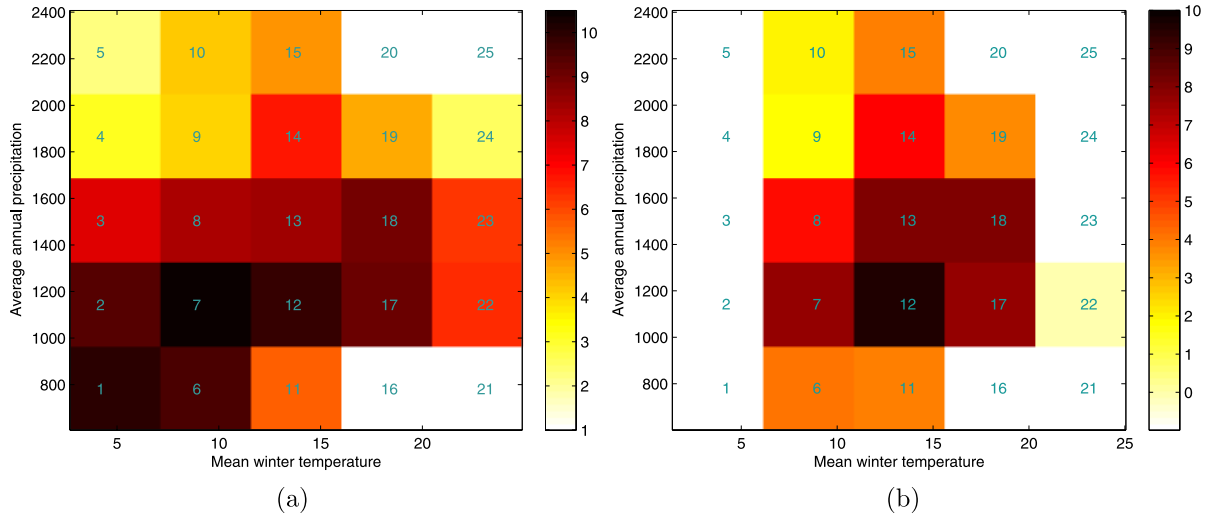 2400
2200
2000
1800
1600
1400
1200
1000
800
Average annual precipitation
5 10 15 20 25
4 9 14 19 24
3 8 13 18 23
2 7 12 17 22
1 6 11 16 21
5 10 15 20
Mean winter temperature
10
9
8
7
6
5
4
3
2
1
(a)
2400
2200
2000
1800
1600
1400
1200
1000
800
Average annual precipitation
5 10 15 20 25
4 9 14 19 24
3 8 13 18 23
2 7 12 17 22
1 6 11 16 21
5 10 15 20 25
Mean winter temperature
10
9
8
7
6
5
4
3
2
1
0
(b)